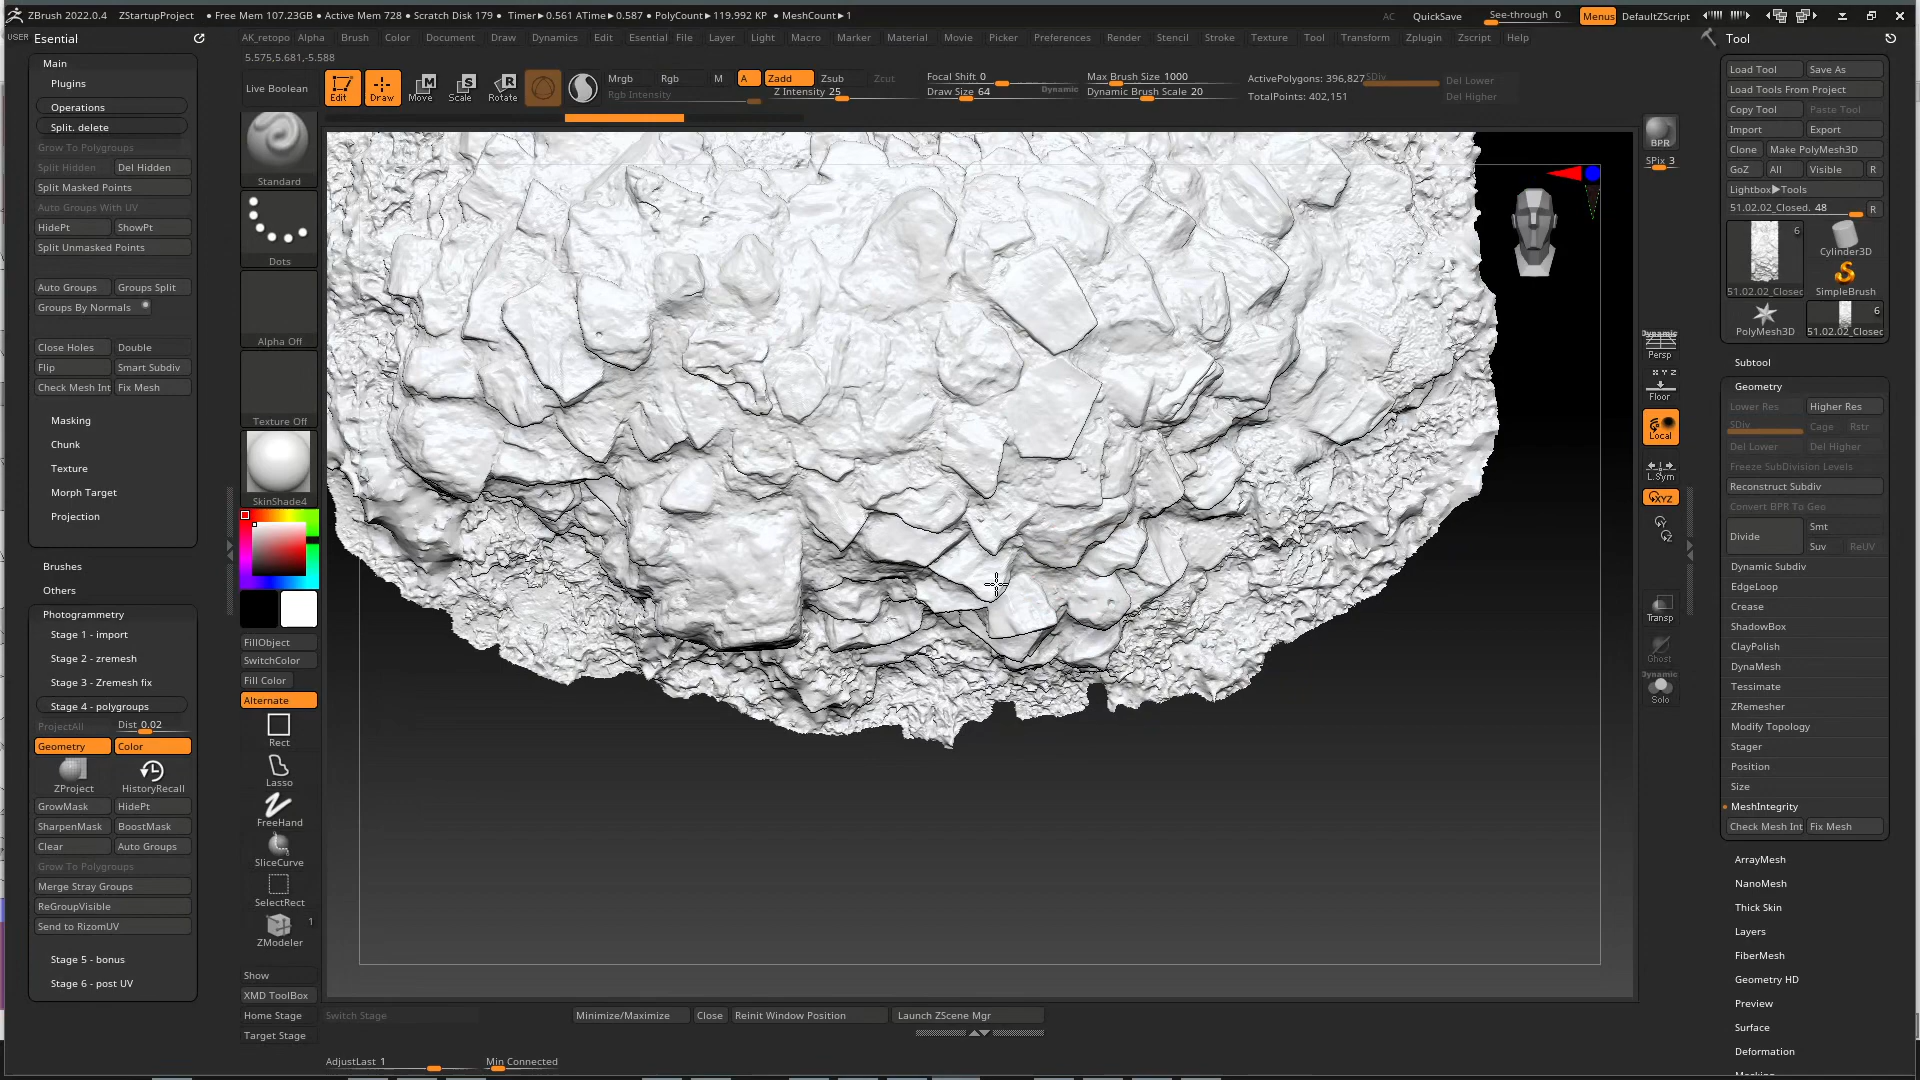 ZBrush 2022.0.4 ZStartupProject • Free Mem 107.23GB • Active Mem 728 • Scratch Disk 179 • Timer▶0.561 ATime▶0.587 • PolyCount▶119.992 KP • MeshCount▶1 AC QuickSave See-through 0 Menus DefaultZScript
USER Esential AK_retopo Alpha Brush Color Document Draw Dynamics Edit Esential File Layer Light Macro Marker Material Movie Picker Preferences Render Stencil Stroke Texture Tool Transform Zplugin Zscript Help Tool
5.575,5.681,-5.588
Main
Plugins
Operations
Split. delete
Grow To Polygroups
Split Hidden Del Hidden
Split Masked Points
Auto Groups With UV
HidePt ShowPt
Split Unmasked Points
Auto Groups Groups Split
Groups By Normals
Close Holes Double
Flip Smart Subdiv
Check Mesh Int Fix Mesh
Masking
Chunk
Texture
Morph Target
Projection
Brushes
Others
Photogrammetry
Stage 1 - import
Stage 2 - zremesh
Stage 3 - Zremesh fix
Stage 4 - polygroups
ProjectAll Dist 0.02
Geometry Color
ZProject HistoryRecall
GrowMask HidePt
SharpenMask BoostMask
Clear Auto Groups
Grow To Polygroups
Merge Stray Groups
ReGroupVisible
Send to RizomUV
Stage 5 - bonus
Stage 6 - post UV
Live Boolean Edit Draw Move Scale Rotate
Mrgb Rgb M A Zadd Zsub Zcut
Rgb Intensity Z Intensity 25
Focal Shift 0
Draw Size 64 Dynamic
Max Brush Size 1000
Dynamic Brush Scale 20
ActivePolygons: 396,827
TotalPoints: 402,151
SDiv Del Lower
Del Higher
Standard
Dots
Alpha Off
Texture Off
SkinShade4
FillObject
SwitchColor
Fill Color
Alternate
Rect
Lasso
FreeHand
SliceCurve
SelectRect
1
ZModeler
Show
XMD ToolBox
Home Stage
Target Stage
Switch Stage Minimize/Maximize Close Reinit Window Position Launch ZScene Mgr
AdjustLast 1 Min Connected
BPR
SPix 3
Dynamic
Persp
X Y Z
Floor
Local
L.Sym
XYZ
Transp
Ghost
Dynamic
Solo
Load Tool Save As
Load Tools From Project
Copy Tool Paste Tool
Import Export
Clone Make PolyMesh3D
GoZ All Visible R
Lightbox▶Tools
51.02.02_Closed. 48 R
6 Cylinder3D
51.02.02_Closed SimpleBrush
6
PolyMesh3D 51.02.02_Closed
Subtool
Geometry
Lower Res Higher Res
SDiv Cage Rstr
Del Lower Del Higher
Freeze SubDivision Levels
Reconstruct Subdiv
Convert BPR To Geo
Divide Smt
Suv ReUV
Dynamic Subdiv
EdgeLoop
Crease
ShadowBox
ClayPolish
DynaMesh
Tessimate
ZRemesher
Modify Topology
Stager
Position
Size
MeshIntegrity
Check Mesh Int Fix Mesh
ArrayMesh
NanoMesh
Thick Skin
Layers
FiberMesh
Geometry HD
Preview
Surface
Deformation